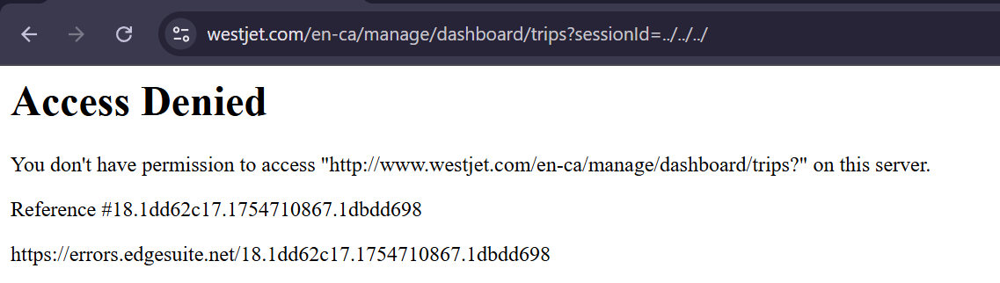 westjet.com/en-ca/manage/dashboard/trips?sessionId=../../../
Access Denied
You don't have permission to access "http://www.westjet.com/en-ca/manage/dashboard/trips?" on this server.
Reference #18.1dd62c17.1754710867.1dbdd698
https://errors.edgesuite.net/18.1dd62c17.1754710867.1dbdd698